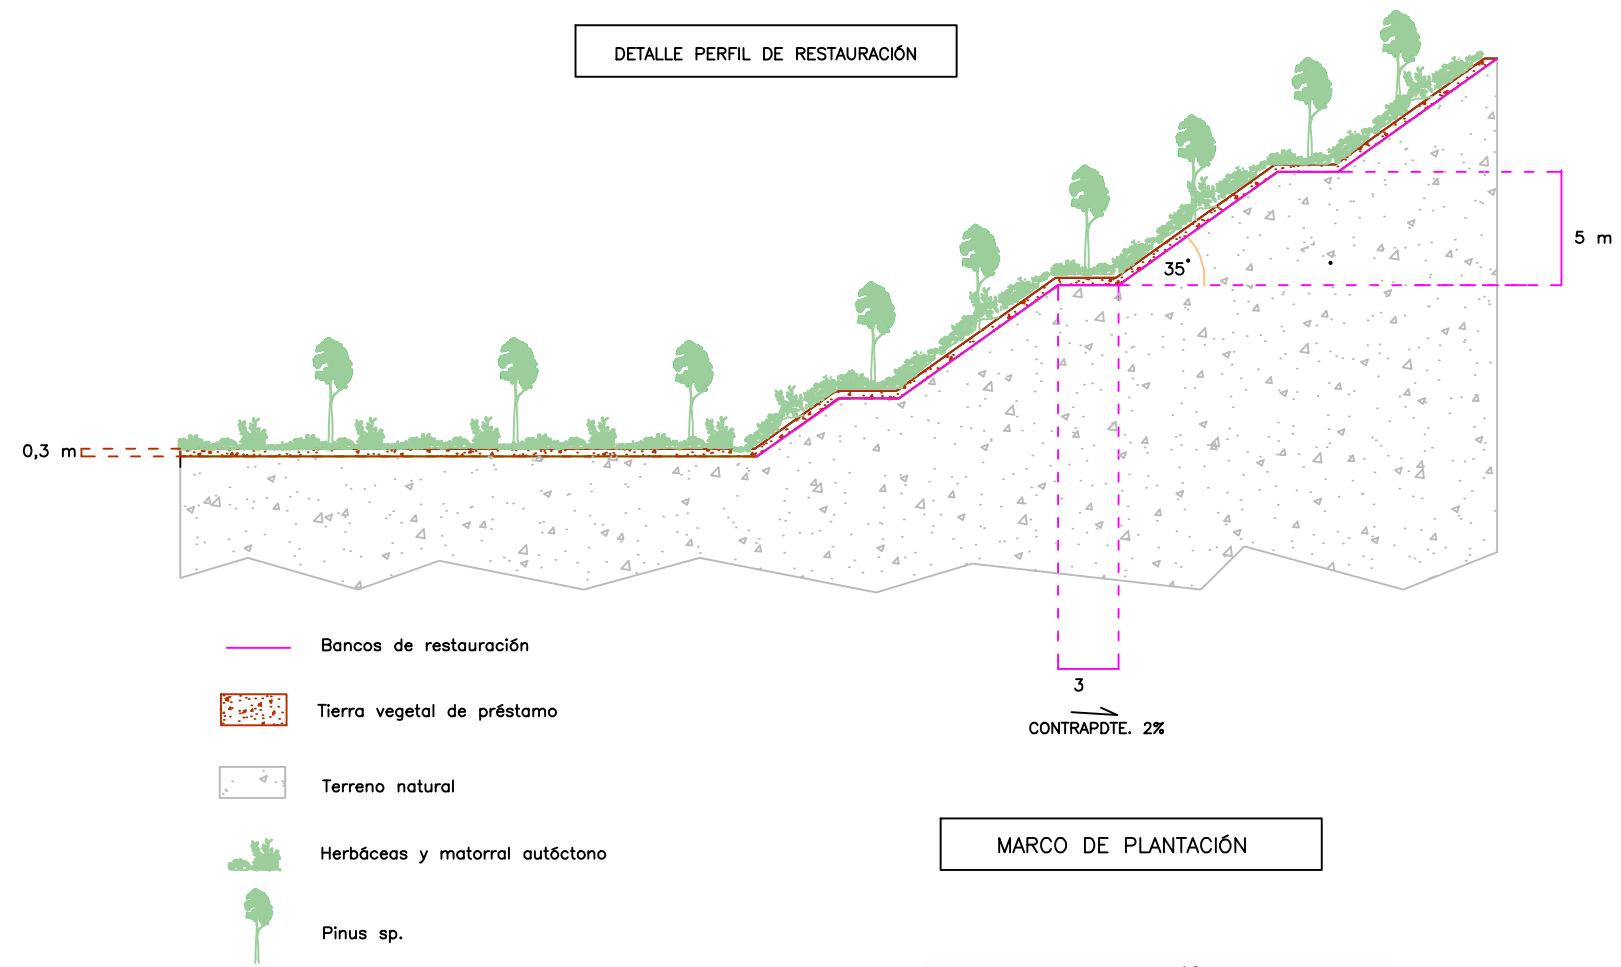 DETALLE PERFIL DE RESTAURACIÓN
5 m
35°
0,3 m
Bancos de restauración
3
Tierra vegetal de préstamo
CONTRAPDTE. 2%
Terreno natural
MARCO DE PLANTACIÓN
Herbáceas y matorral autóctono
Pinus sp.